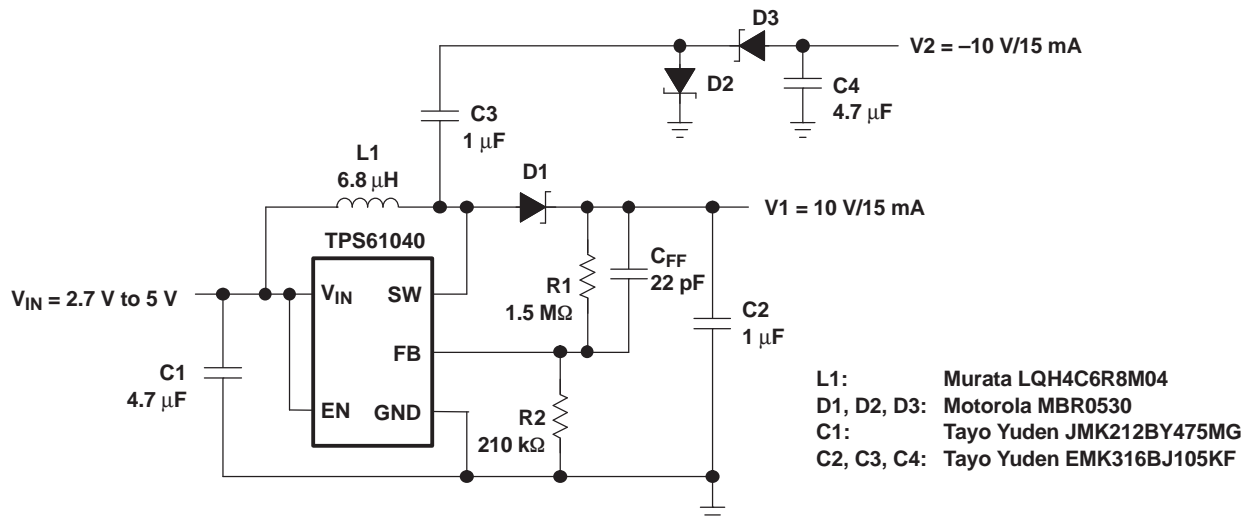 D3
V2 = –10 V/15 mA
D2
C4
4.7 μF
C3
1 μF
L1
6.8 μH
D1
V1 = 10 V/15 mA
TPS61040
CFF
22 pF
VIN = 2.7 V to 5 V
VIN
SW
R1
1.5 MΩ
C2
1 μF
FB
C1
4.7 μF
EN
GND
R2
210 kΩ
L1: Murata LQH4C6R8M04
D1, D2, D3: Motorola MBR0530
C1: Tayo Yuden JMK212BY475MG
C2, C3, C4: Tayo Yuden EMK316BJ105KF